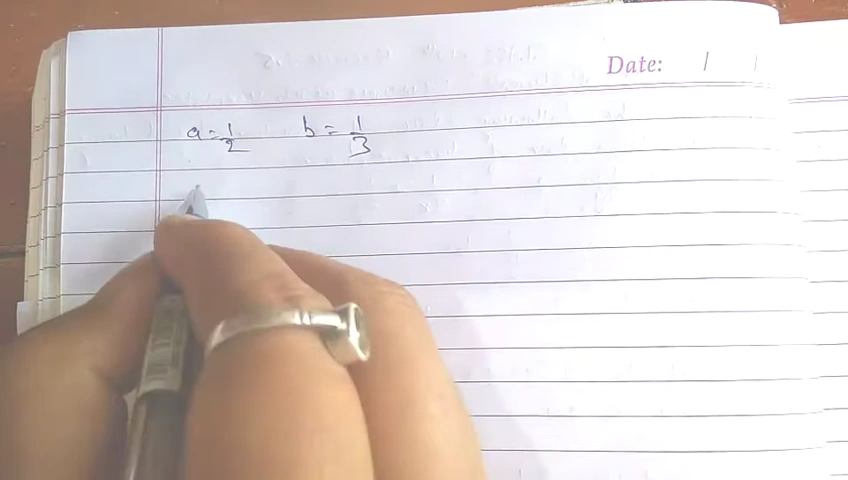 Date: / /
a = 1/2 b = 1/3